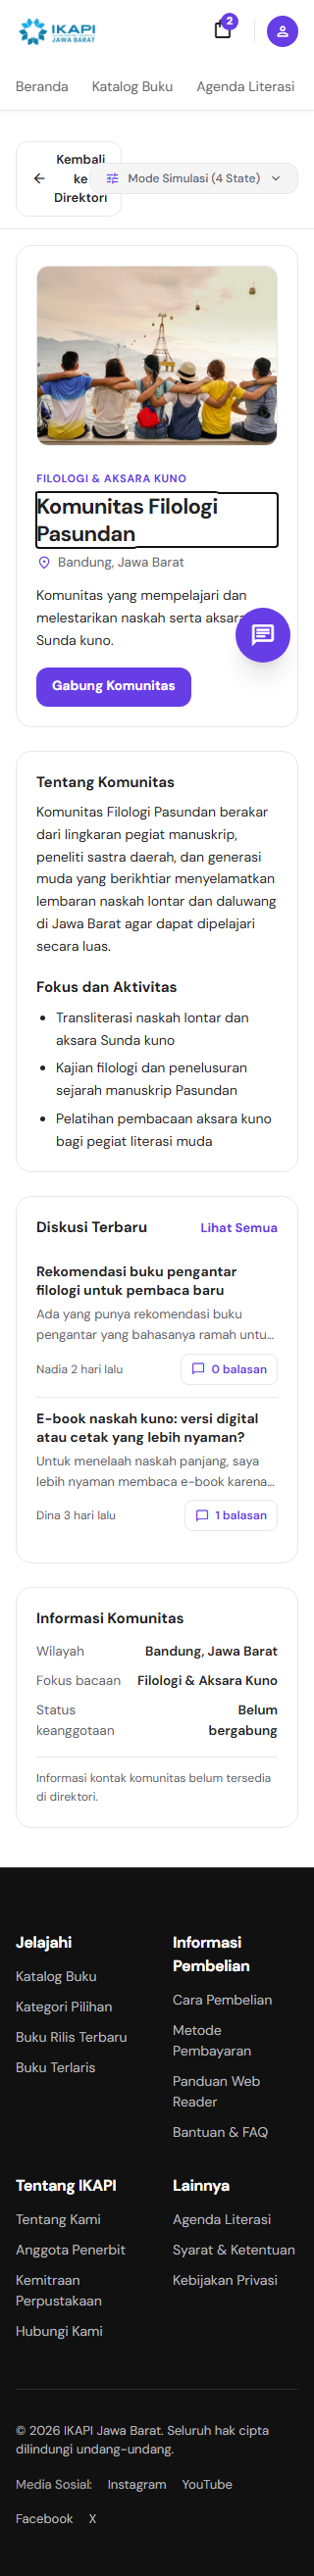 IKAPI
JAWA BARAT
2
Beranda Katalog Buku Agenda Literasi
Kembali
ke
Direktori
Mode Simulasi (4 State)
FILOLOGI & AKSARA KUNO
Komunitas Filologi
Pasundan
Bandung, Jawa Barat
Komunitas yang mempelajari dan
melestarikan naskah serta aksara
Sunda kuno.
Gabung Komunitas
Tentang Komunitas
Komunitas Filologi Pasundan berakar
dari lingkaran pegiat manuskrip,
peneliti sastra daerah, dan generasi
muda yang berikhtiar menyelamatkan
lembaran naskah lontar dan daluwang
di Jawa Barat agar dapat dipelajari
secara luas.
Fokus dan Aktivitas
• Transliterasi naskah lontar dan
aksara Sunda kuno
• Kajian filologi dan penelusuran
sejarah manuskrip Pasundan
• Pelatihan pembacaan aksara kuno
bagi pegiat literasi muda
Diskusi Terbaru Lihat Semua
Rekomendasi buku pengantar
filologi untuk pembaca baru
Ada yang punya rekomendasi buku
pengantar yang bahasanya ramah untu...
Nadia 2 hari lalu 0 balasan
E-book naskah kuno: versi digital
atau cetak yang lebih nyaman?
Untuk menelaah naskah panjang, saya
lebih nyaman membaca e-book karena...
Dina 3 hari lalu 1 balasan
Informasi Komunitas
Wilayah Bandung, Jawa Barat
Fokus bacaan Filologi & Aksara Kuno
Status Belum
keanggotaan bergabung
Informasi kontak komunitas belum tersedia
di direktori.
Jelajahi
Katalog Buku
Kategori Pilihan
Buku Rilis Terbaru
Buku Terlaris
Informasi
Pembelian
Cara Pembelian
Metode
Pembayaran
Panduan Web
Reader
Bantuan & FAQ
Tentang IKAPI
Tentang Kami
Anggota Penerbit
Kemitraan
Perpustakaan
Hubungi Kami
Lainnya
Agenda Literasi
Syarat & Ketentuan
Kebijakan Privasi
© 2026 IKAPI Jawa Barat. Seluruh hak cipta
dilindungi undang-undang.
Media Sosial: Instagram YouTube
Facebook X